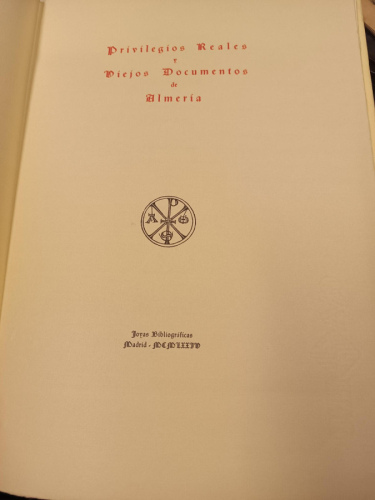 Privilegios Reales
y
Viejos Documentos
de
Almería
A P Ω
Joyas Bibliográficas
Madrid - MCMLXXIV